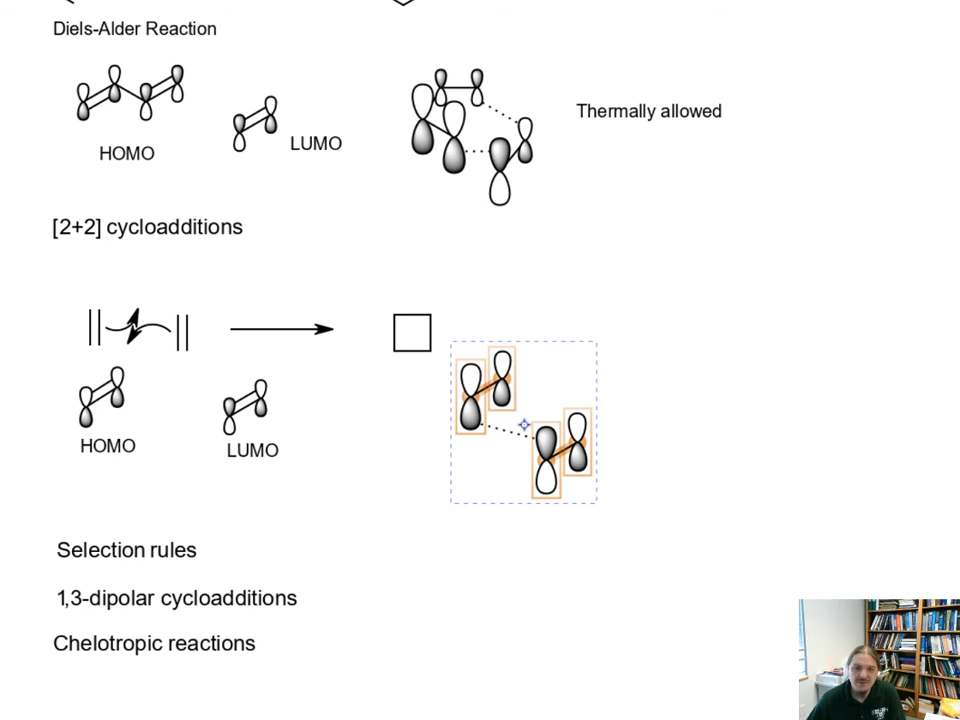 Diels-Alder Reaction
Thermally allowed
HOMO
LUMO
[2+2] cycloadditions
HOMO
LUMO
Selection rules
1,3-dipolar cycloadditions
Chelotropic reactions